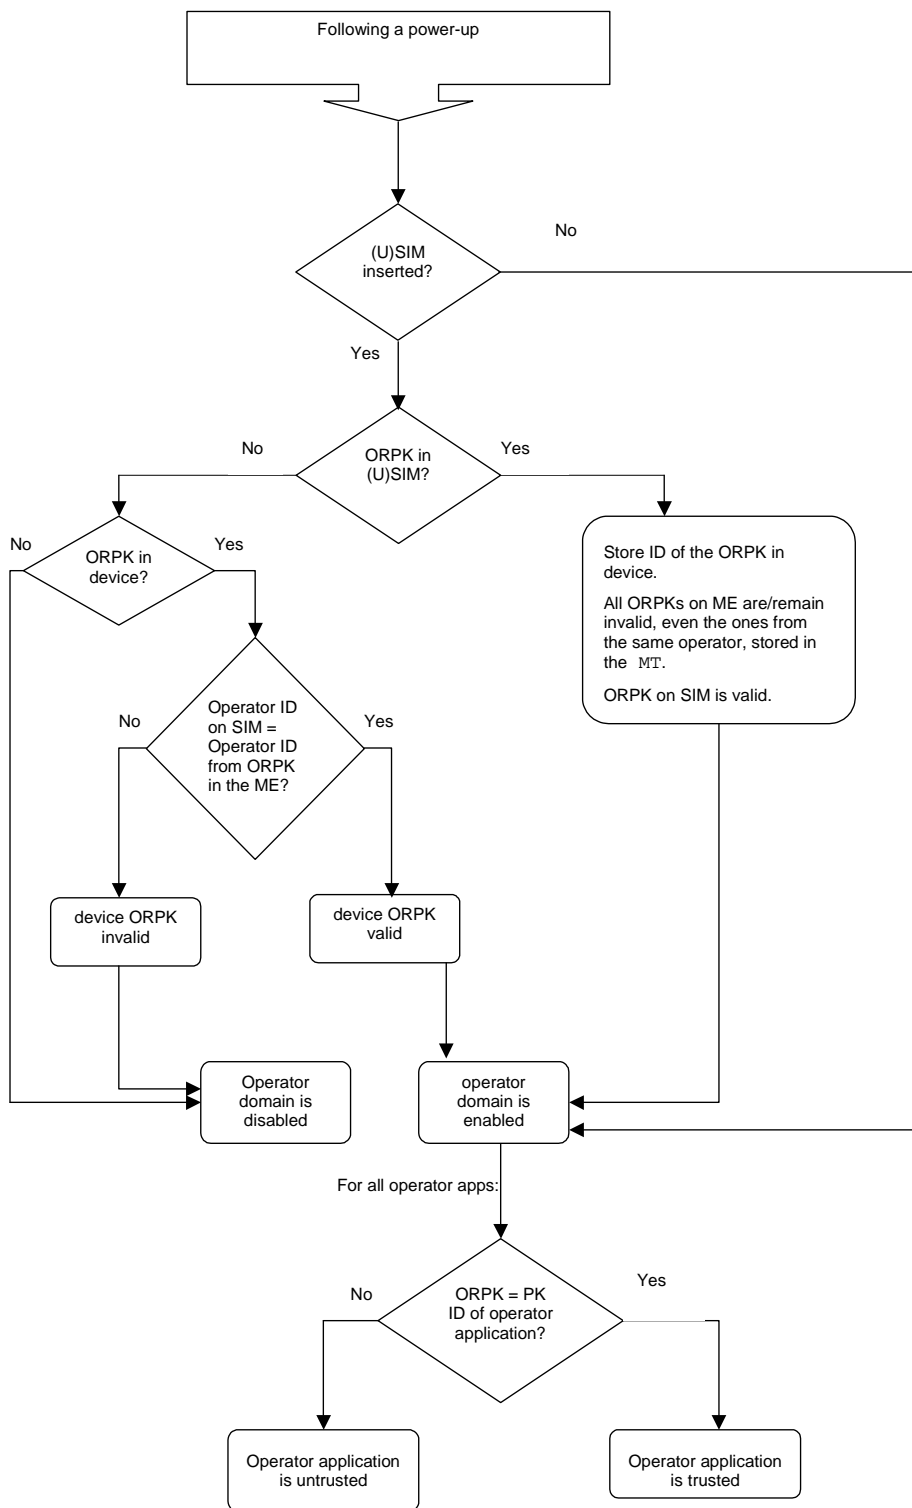 Following a power-up
No
(U)SIM
inserted?
Yes
No
Yes
ORPK in
(U)SIM?
No
Yes
ORPK in
device?
Store ID of the ORPK in
device.
All ORPKs on ME are/remain
invalid, even the ones from
the same operator, stored in
the MT.
ORPK on SIM is valid.
No
Yes
Operator ID
on SIM =
Operator ID
from ORPK
in the ME?
device ORPK
invalid
device ORPK
valid
Operator
domain is
disabled
operator
domain is
enabled
For all operator apps:
No
Yes
ORPK = PK
ID of operator
application?
Operator application
is untrusted
Operator application
is trusted